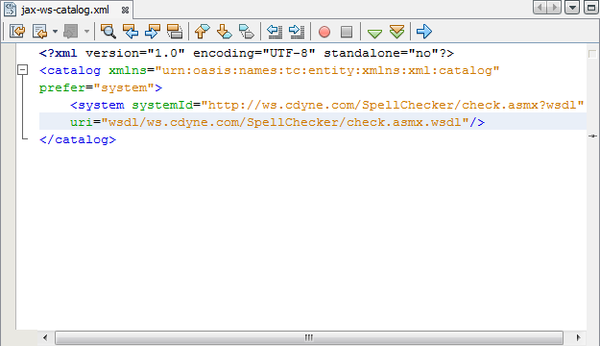 jax-ws-catalog.xml
<?xml version="1.0" encoding="UTF-8" standalone="no"?>
<catalog xmlns="urn:oasis:names:tc:entity:xmlns:xml:catalog"
prefer="system">
<system systemId="http://ws.cdyne.com/SpellChecker/check.asmx?wsdl"
uri="wsdl/ws.cdyne.com/SpellChecker/check.asmx.wsdl"/>
</catalog>